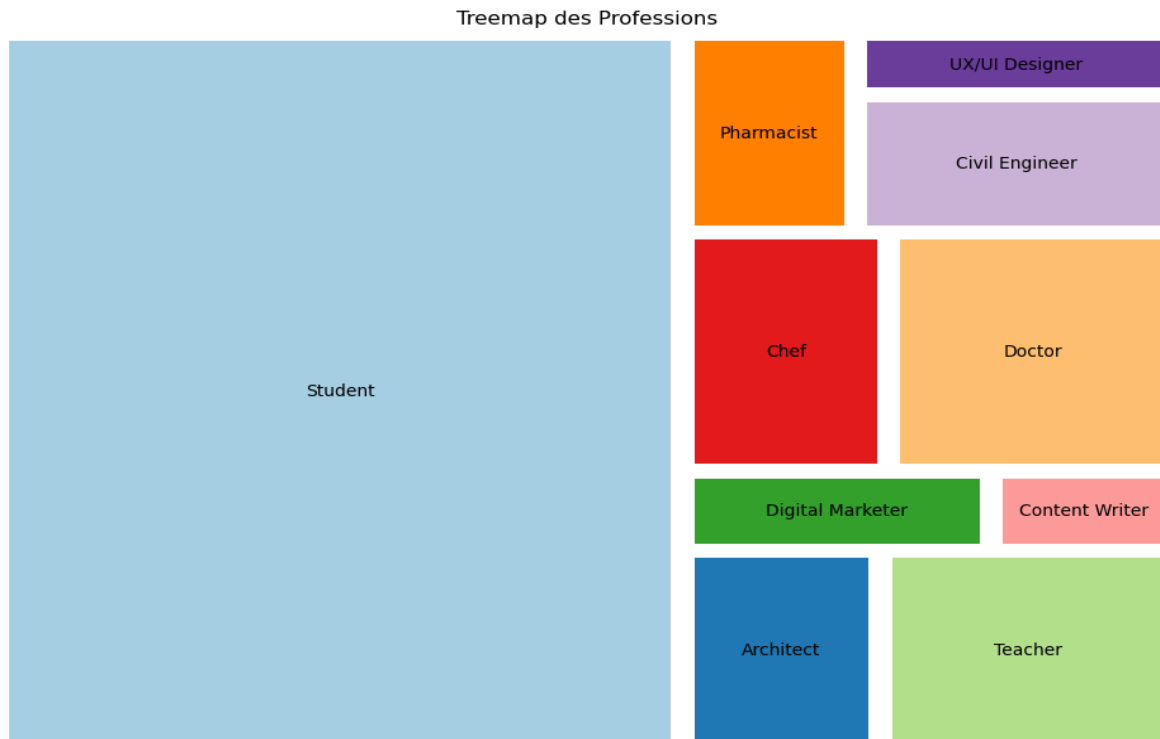 Treemap des Professions
Student
Pharmacist
UX/UI Designer
Civil Engineer
Chef
Doctor
Digital Marketer
Content Writer
Architect
Teacher